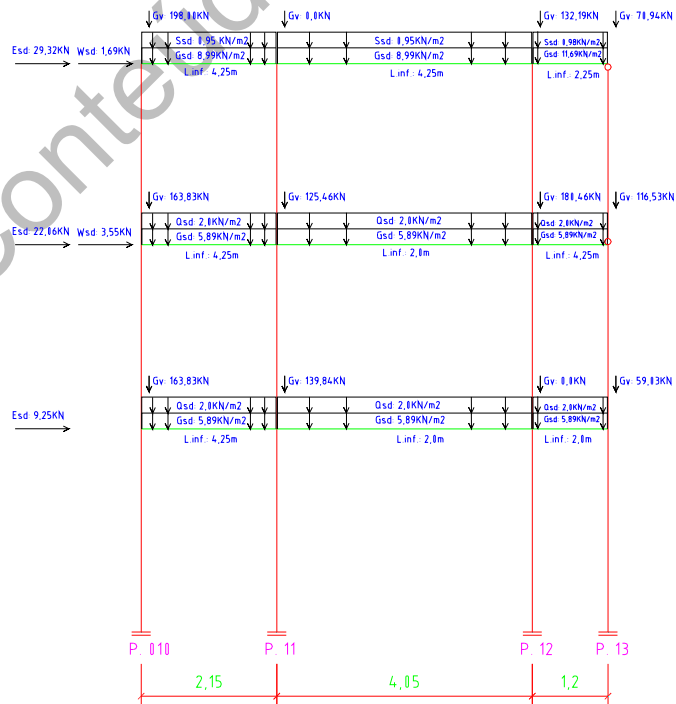 Gv: 198,00KN
Gv: 0,0KN
Gv: 132,19KN
Gv: 70,94KN
Esd: 29,32KN
Wsd: 1,69KN
Ssd: 0,95 KN/m2
Ssd: 0,95KN/m2
Ssd: 0,98KN/m2
Gsd: 8,99KN/m2
Gsd: 8,99KN/m2
Gsd: 11,69KN/m2
L.inf.: 4,25m
L.inf.: 4,25m
L.inf.: 2,25m
Gv: 163,83KN
Gv: 125,46KN
Gv: 180,46KN
Gv: 116,53KN
Esd: 22,06KN
Wsd: 3,55KN
Qsd: 2,0KN/m2
Qsd: 2,0KN/m2
Qsd: 2,0KN/m2
Gsd: 5,89KN/m2
Gsd: 5,89KN/m2
Gsd: 5,89KN/m2
L.inf.: 4,25m
L.inf.: 2,0m
L.inf.: 4,25m
Gv: 163,83KN
Gv: 139,84KN
Gv: 0,0KN
Gv: 59,03KN
Esd: 9,25KN
Qsd: 2,0KN/m2
Qsd: 2,0KN/m2
Qsd: 2,0KN/m2
Gsd: 5,89KN/m2
Gsd: 5,89KN/m2
Gsd: 5,89KN/m2
L.inf.: 4,25m
L.inf.: 2,0m
L.inf.: 2,0m
P. 010
P. 11
P. 12
P. 13
2,15
4,05
1,2